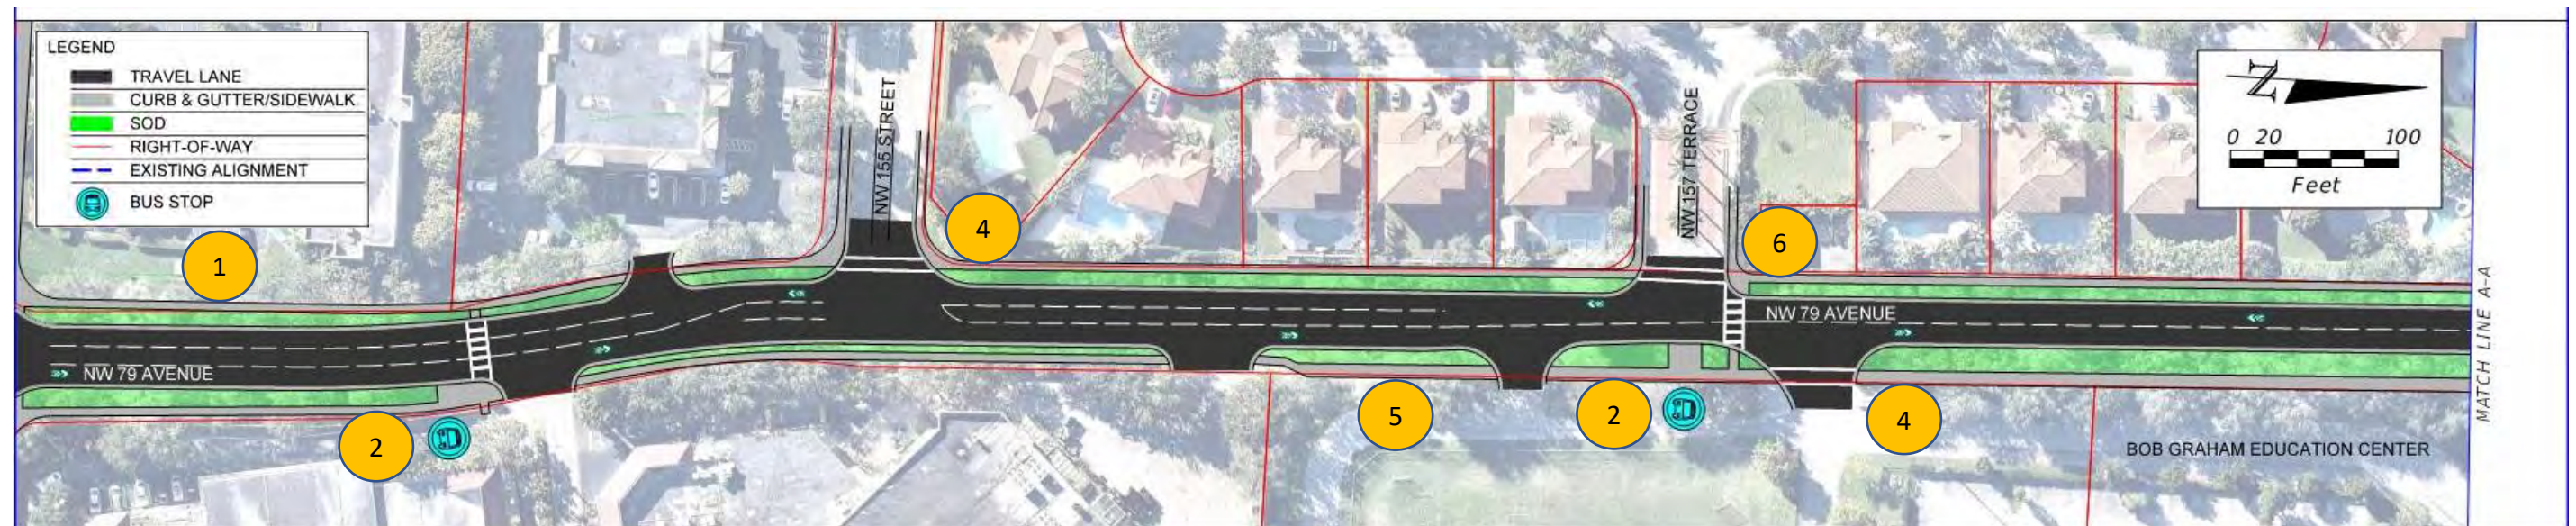 LEGEND
TRAVEL LANE
CURB & GUTTER/SIDEWALK
SOD
RIGHT-OF-WAY
EXISTING ALIGNMENT
BUS STOP
NW 155 STREET
NW 157 TERRACE
N
0 20 100
Feet
1
4
6
NW 79 AVENUE
NW 79 AVENUE
MATCH LINE A-A
2
5
2
4
BOB GRAHAM EDUCATION CENTER